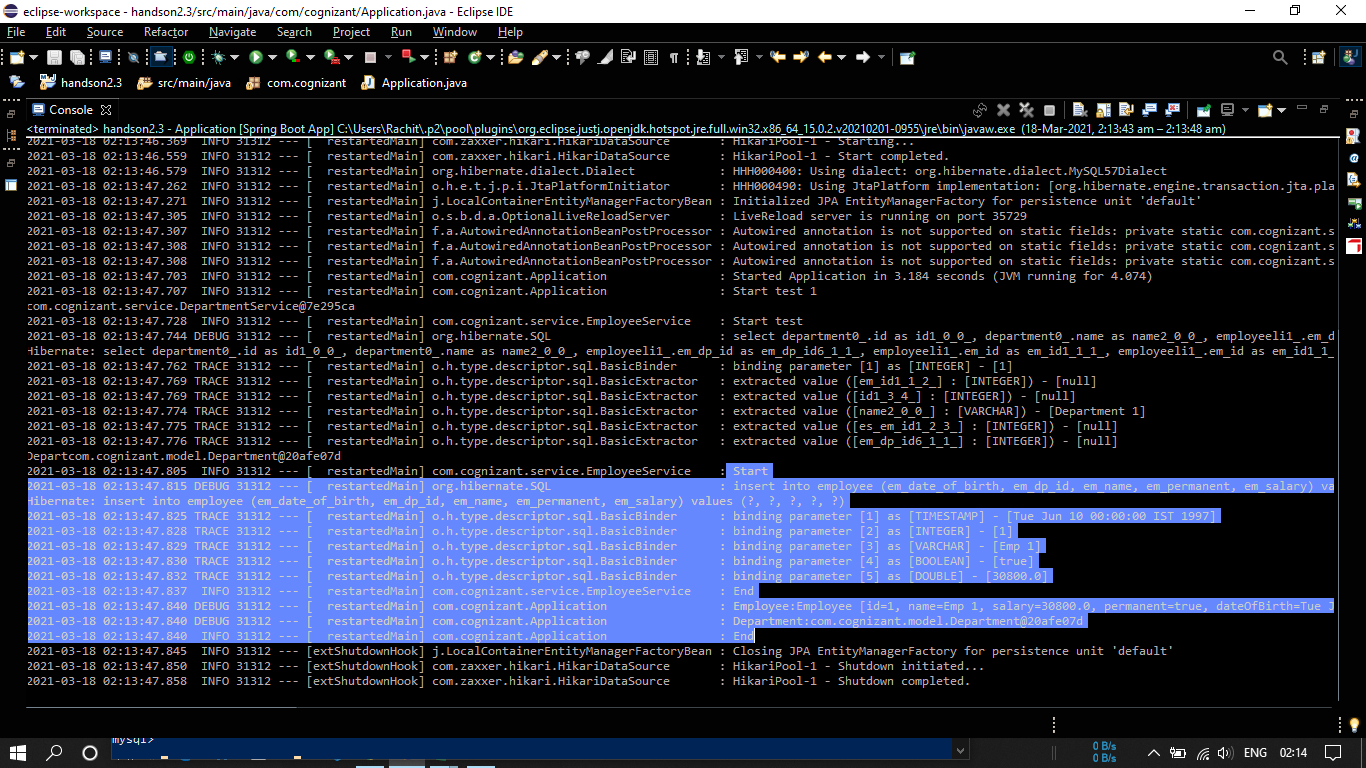 eclipse-workspace - handson2.3/src/main/java/com/cognizant/Application.java - Eclipse IDE
File Edit Source Refactor Navigate Search Project Run Window Help
handson2.3 src/main/java com.cognizant Application.java
Console
<terminated> handson2.3 - Application [Spring Boot App] C:\Users\Rachit\.p2\pool\plugins\org.eclipse.justj.openjdk.hotspot.jre.full.win32.x86_64_15.0.2.v20210201-0955\jre\bin\javaw.exe (18-Mar-2021, 2:13:43 am – 2:13:48 am)
2021-03-18 02:13:46.369  INFO 31312 --- [  restartedMain] com.zaxxer.hikari.HikariDataSource       : HikariPool-1 - Starting...
2021-03-18 02:13:46.559  INFO 31312 --- [  restartedMain] com.zaxxer.hikari.HikariDataSource       : HikariPool-1 - Start completed.
2021-03-18 02:13:46.579  INFO 31312 --- [  restartedMain] org.hibernate.dialect.Dialect            : HHH000400: Using dialect: org.hibernate.dialect.MySQL57Dialect
2021-03-18 02:13:47.262  INFO 31312 --- [  restartedMain] o.h.e.t.j.p.i.JtaPlatformInitiator       : HHH000490: Using JtaPlatform implementation: [org.hibernate.engine.transaction.jta.pla
2021-03-18 02:13:47.271  INFO 31312 --- [  restartedMain] j.LocalContainerEntityManagerFactoryBean : Initialized JPA EntityManagerFactory for persistence unit 'default'
2021-03-18 02:13:47.305  INFO 31312 --- [  restartedMain] o.s.b.d.a.OptionalLiveReloadServer       : LiveReload server is running on port 35729
2021-03-18 02:13:47.307  INFO 31312 --- [  restartedMain] f.a.AutowiredAnnotationBeanPostProcessor : Autowired annotation is not supported on static fields: private static com.cognizant.s
2021-03-18 02:13:47.308  INFO 31312 --- [  restartedMain] f.a.AutowiredAnnotationBeanPostProcessor : Autowired annotation is not supported on static fields: private static com.cognizant.s
2021-03-18 02:13:47.308  INFO 31312 --- [  restartedMain] f.a.AutowiredAnnotationBeanPostProcessor : Autowired annotation is not supported on static fields: private static com.cognizant.s
2021-03-18 02:13:47.703  INFO 31312 --- [  restartedMain] com.cognizant.Application                : Started Application in 3.184 seconds (JVM running for 4.074)
2021-03-18 02:13:47.707  INFO 31312 --- [  restartedMain] com.cognizant.Application                : Start test 1
com.cognizant.service.DepartmentService@7e295ca
2021-03-18 02:13:47.728  INFO 31312 --- [  restartedMain] com.cognizant.service.EmployeeService    : Start test
2021-03-18 02:13:47.744 DEBUG 31312 --- [  restartedMain] org.hibernate.SQL                        : select department0_.id as id1_0_0_, department0_.name as name2_0_0_, employeeli1_.em_d
Hibernate: select department0_.id as id1_0_0_, department0_.name as name2_0_0_, employeeli1_.em_dp_id as em_dp_id6_1_1_, employeeli1_.em_id as em_id1_1_1_, employeeli1_.em_id as em_id1_1_
2021-03-18 02:13:47.762 TRACE 31312 --- [  restartedMain] o.h.type.descriptor.sql.BasicBinder      : binding parameter [1] as [INTEGER] - [1]
2021-03-18 02:13:47.769 TRACE 31312 --- [  restartedMain] o.h.type.descriptor.sql.BasicExtractor   : extracted value ([em_id1_1_2_] : [INTEGER]) - [null]
2021-03-18 02:13:47.769 TRACE 31312 --- [  restartedMain] o.h.type.descriptor.sql.BasicExtractor   : extracted value ([id1_3_4_] : [INTEGER]) - [null]
2021-03-18 02:13:47.774 TRACE 31312 --- [  restartedMain] o.h.type.descriptor.sql.BasicExtractor   : extracted value ([name2_0_0_] : [VARCHAR]) - [Department 1]
2021-03-18 02:13:47.775 TRACE 31312 --- [  restartedMain] o.h.type.descriptor.sql.BasicExtractor   : extracted value ([es_em_id1_2_3_] : [INTEGER]) - [null]
2021-03-18 02:13:47.776 TRACE 31312 --- [  restartedMain] o.h.type.descriptor.sql.BasicExtractor   : extracted value ([em_dp_id6_1_1_] : [INTEGER]) - [null]
Departcom.cognizant.model.Department@20afe07d
2021-03-18 02:13:47.805  INFO 31312 --- [  restartedMain] com.cognizant.service.EmployeeService    : Start
2021-03-18 02:13:47.815 DEBUG 31312 --- [  restartedMain] org.hibernate.SQL                        : insert into employee (em_date_of_birth, em_dp_id, em_name, em_permanent, em_salary) va
Hibernate: insert into employee (em_date_of_birth, em_dp_id, em_name, em_permanent, em_salary) values (?, ?, ?, ?, ?)
2021-03-18 02:13:47.825 TRACE 31312 --- [  restartedMain] o.h.type.descriptor.sql.BasicBinder      : binding parameter [1] as [TIMESTAMP] - [Tue Jun 10 00:00:00 IST 1997]
2021-03-18 02:13:47.828 TRACE 31312 --- [  restartedMain] o.h.type.descriptor.sql.BasicBinder      : binding parameter [2] as [INTEGER] - [1]
2021-03-18 02:13:47.829 TRACE 31312 --- [  restartedMain] o.h.type.descriptor.sql.BasicBinder      : binding parameter [3] as [VARCHAR] - [Emp 1]
2021-03-18 02:13:47.830 TRACE 31312 --- [  restartedMain] o.h.type.descriptor.sql.BasicBinder      : binding parameter [4] as [BOOLEAN] - [true]
2021-03-18 02:13:47.832 TRACE 31312 --- [  restartedMain] o.h.type.descriptor.sql.BasicBinder      : binding parameter [5] as [DOUBLE] - [30800.0]
2021-03-18 02:13:47.837  INFO 31312 --- [  restartedMain] com.cognizant.service.EmployeeService    : End
2021-03-18 02:13:47.840 DEBUG 31312 --- [  restartedMain] com.cognizant.Application                : Employee:Employee [id=1, name=Emp 1, salary=30800.0, permanent=true, dateOfBirth=Tue J
2021-03-18 02:13:47.840 DEBUG 31312 --- [  restartedMain] com.cognizant.Application                : Department:com.cognizant.model.Department@20afe07d
2021-03-18 02:13:47.840  INFO 31312 --- [  restartedMain] com.cognizant.Application                : End
2021-03-18 02:13:47.845  INFO 31312 --- [extShutdownHook] j.LocalContainerEntityManagerFactoryBean : Closing JPA EntityManagerFactory for persistence unit 'default'
2021-03-18 02:13:47.850  INFO 31312 --- [extShutdownHook] com.zaxxer.hikari.HikariDataSource       : HikariPool-1 - Shutdown initiated...
2021-03-18 02:13:47.858  INFO 31312 --- [extShutdownHook] com.zaxxer.hikari.HikariDataSource       : HikariPool-1 - Shutdown completed.
mysql>
0 B/s
0 B/s
ENG 02:14